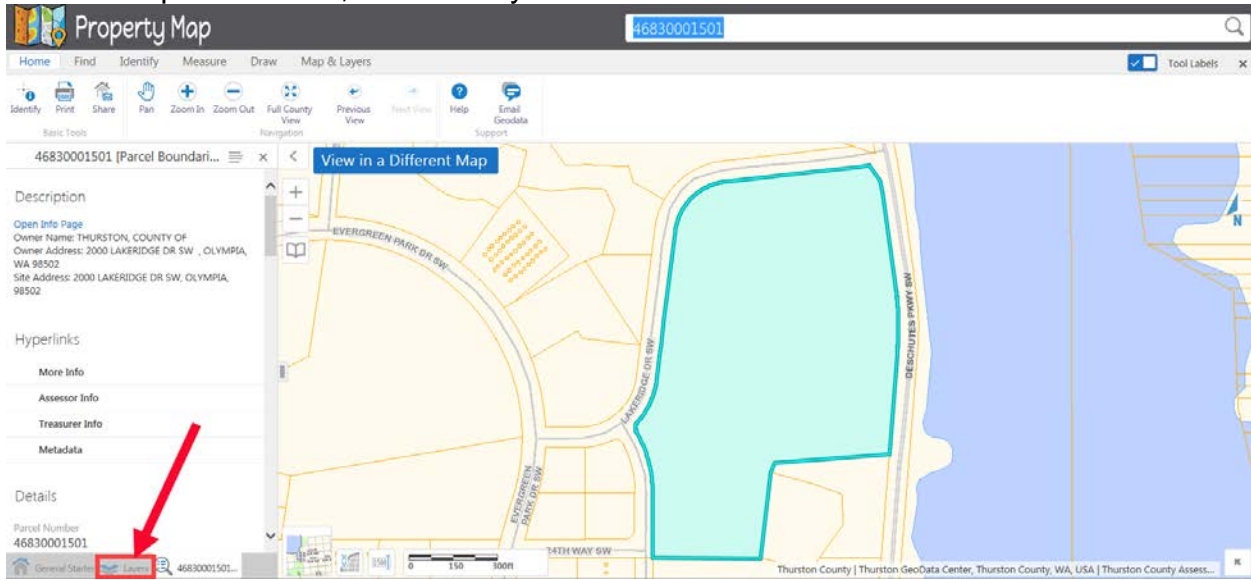 Property Map
46830001501
Home Find Identify Measure Draw Map & Layers
Tool Labels
Identify Print Share Pan Zoom In Zoom Out Full County View Previous View Next View Help Email Geodata
Basic Tools Navigation Support
46830001501 [Parcel Boundari...
View in a Different Map
Description
Open Info Page
Owner Name: THURSTON, COUNTY OF
Owner Address: 2000 LAKERIDGE DR SW , OLYMPIA,
WA 98502
Site Address: 2000 LAKERIDGE DR SW, OLYMPIA,
98502
Hyperlinks
More Info
Assessor Info
Treasurer Info
Metadata
Details
Parcel Number
46830001501
General Starter Layers 46830001501...
EVERGREEN PARK DR SW
LAKERIDGE DR SW
DESCHUTES PKWY SW
EVERGREEN
PARK DR SW
24TH WAY SW
N
0 150 300ft
Thurston County | Thurston GeoData Center, Thurston County, WA, USA | Thurston County Assess...